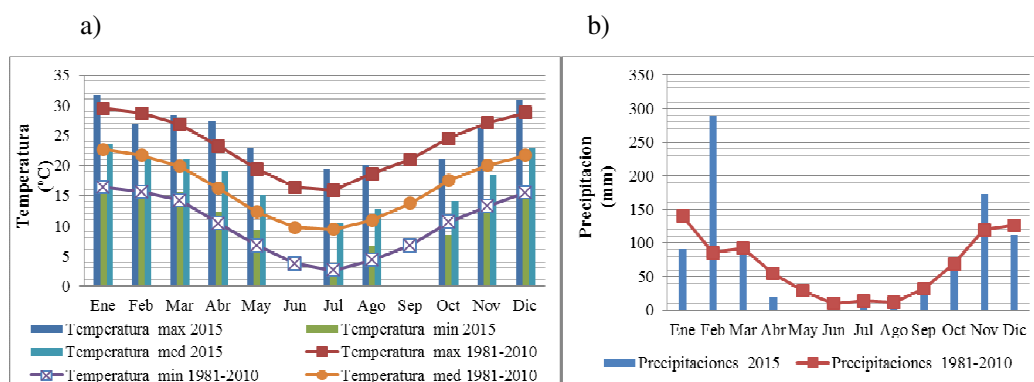 a)
b)
Temperatura
(ºC)
35
30
25
20
15
10
5
0
Ene Feb Mar Abr May Jun Jul Ago Sep Oct Nov Dic
Temperatura max 2015
Temperatura min 2015
Temperatura med 2015
Temperatura max 1981-2010
Temperatura min 1981-2010
Temperatura med 1981-2010
Precipitacion
(mm)
350
300
250
200
150
100
50
0
Ene Feb Mar Abr May Jun Jul Ago Sep Oct Nov Dic
Precipitaciones 2015
Precipitaciones 1981-2010